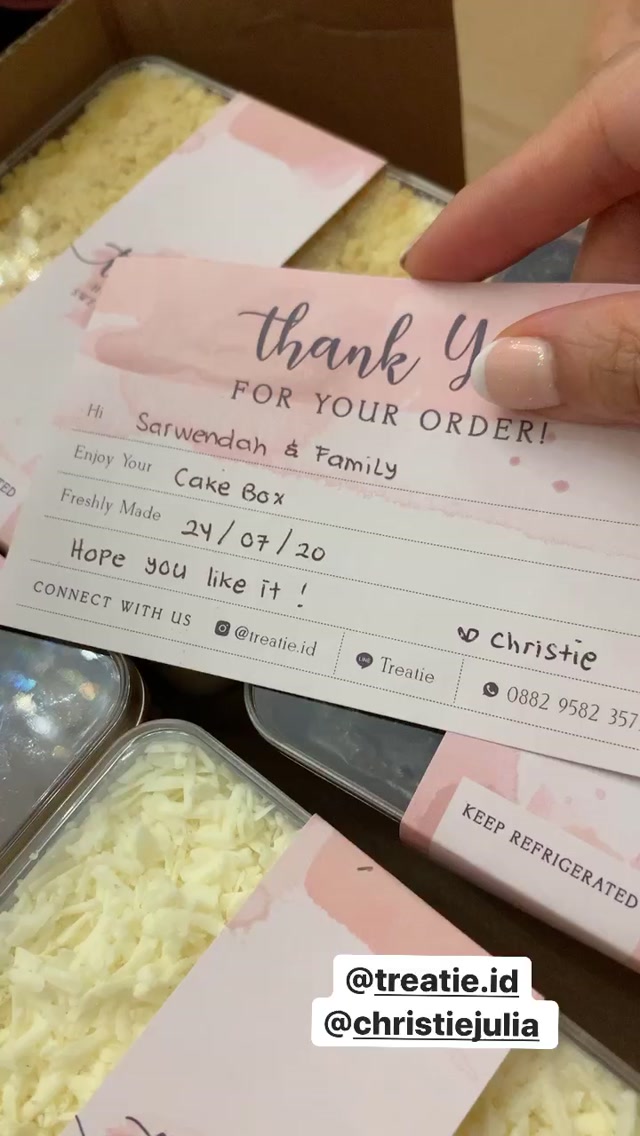 thank
FOR YOUR ORDER!
Hi Sarwendah & Family
Enjoy Your Cake Box
Freshly Made 24/07/20
Hope you like it !
Christie
CONNECT WITH US @treatie.id Treatie 0882 9582 357
KEEP REFRIGERATED
@treatie.id
@christiejulia